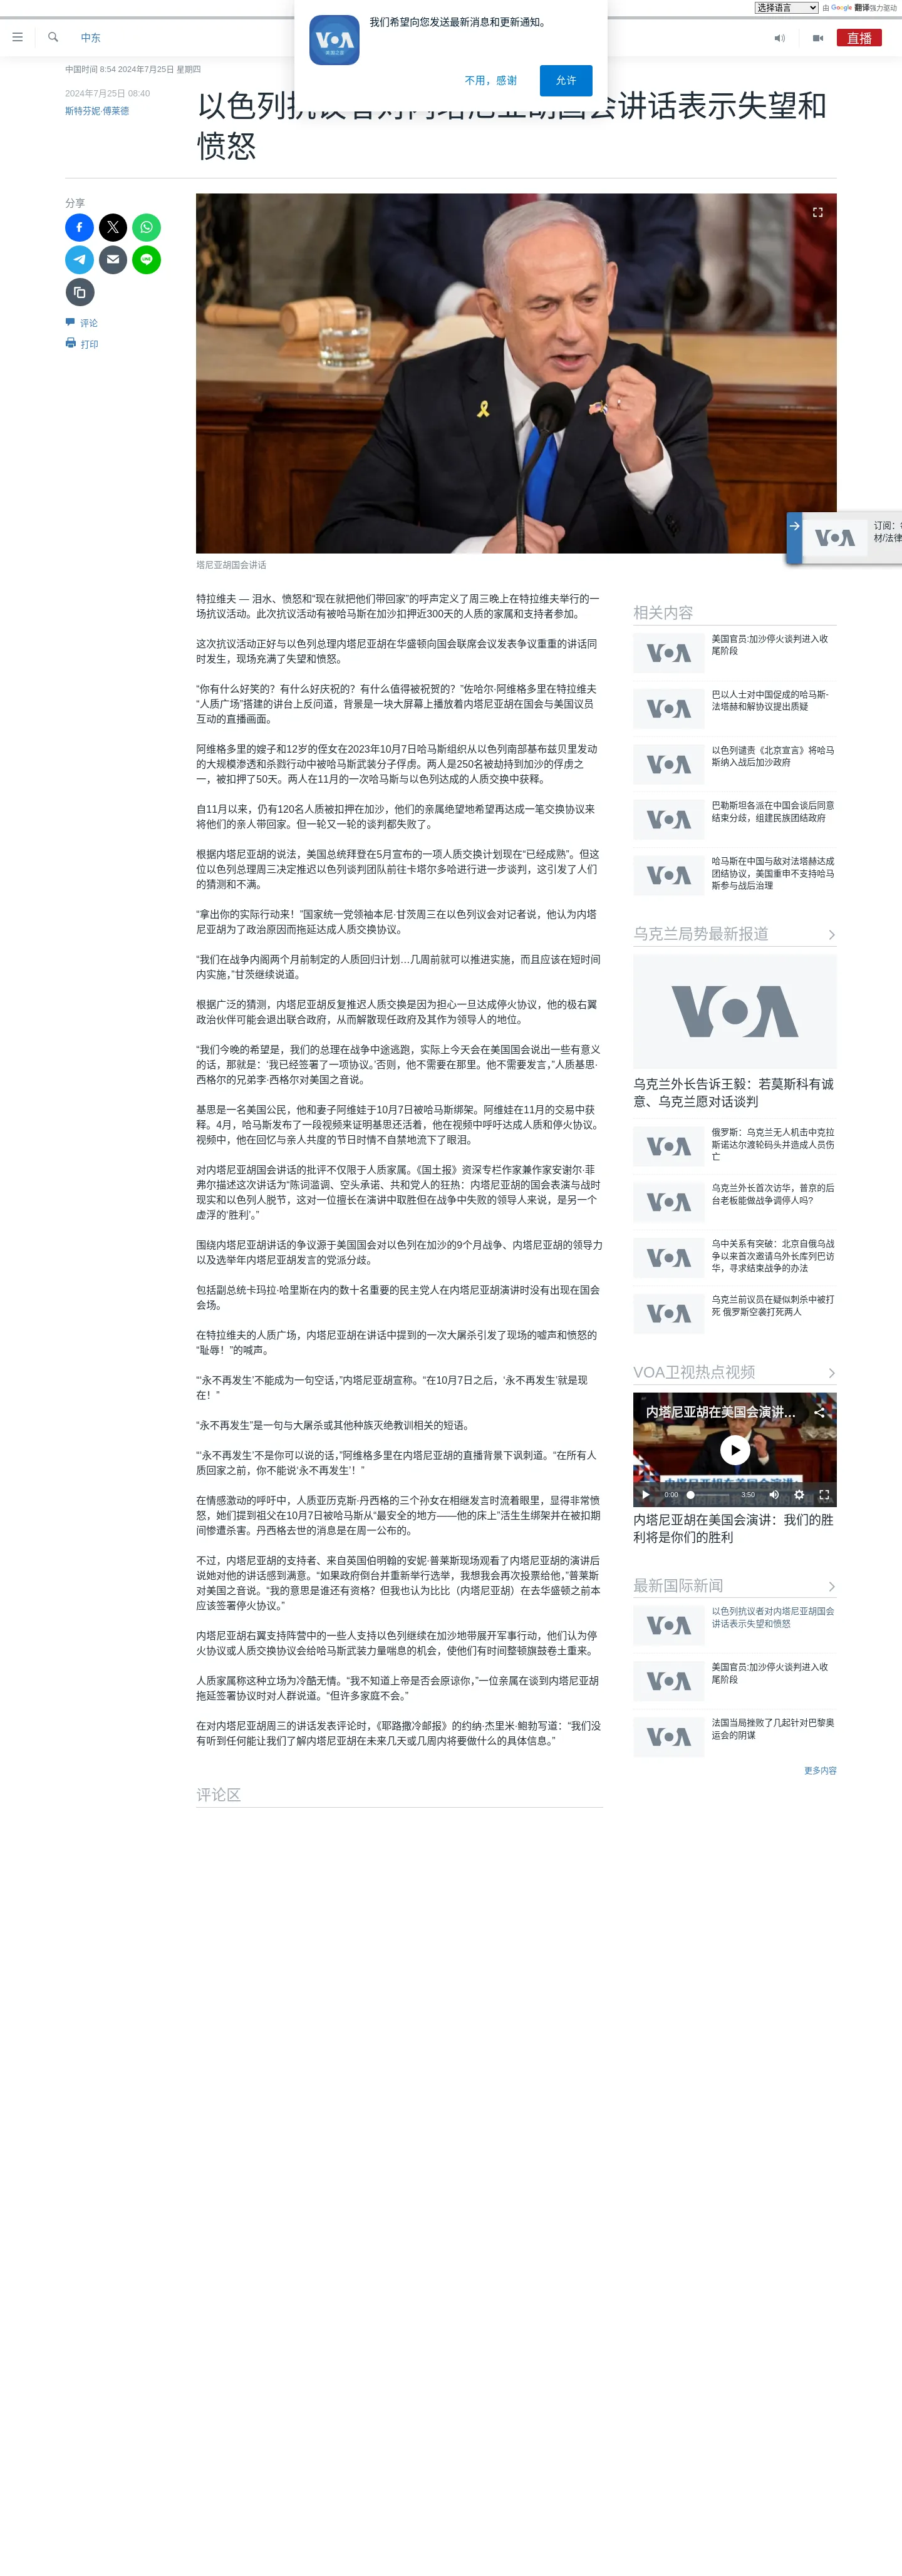 选择语言 由 Google 翻译强力驱动
我们希望向您发送最新消息和更新通知。
VOA
美国之音
不用，感谢
允许
中东
直播
中国时间 8:54 2024年7月25日 星期四
2024年7月25日 08:40
斯特芬妮·傅莱德
以色列抗议者对内塔尼亚胡国会讲话表示失望和
愤怒
分享
评论
打印
塔尼亚胡国会讲话
订阅：
材/法律
特拉维夫 — 泪水、愤怒和“现在就把他们带回家”的呼声定义了周三晚上在特拉维夫举行的一
场抗议活动。此次抗议活动有被哈马斯在加沙扣押近300天的人质的家属和支持者参加。
这次抗议活动正好与以色列总理内塔尼亚胡在华盛顿向国会联席会议发表争议重重的讲话同
时发生，现场充满了失望和愤怒。
“你有什么好笑的？有什么好庆祝的？有什么值得被祝贺的？”佐哈尔·阿维格多里在特拉维夫
“人质广场”搭建的讲台上反问道，背景是一块大屏幕上播放着内塔尼亚胡在国会与美国议员
互动的直播画面。
阿维格多里的嫂子和12岁的侄女在2023年10月7日哈马斯组织从以色列南部基布兹贝里发动
的大规模渗透和杀戮行动中被哈马斯武装分子俘虏。两人是250名被劫持到加沙的俘虏之
一，被扣押了50天。两人在11月的一次哈马斯与以色列达成的人质交换中获释。
自11月以来，仍有120名人质被扣押在加沙，他们的亲属绝望地希望再达成一笔交换协议来
将他们的亲人带回家。但一轮又一轮的谈判都失败了。
根据内塔尼亚胡的说法，美国总统拜登在5月宣布的一项人质交换计划现在“已经成熟”。但这
位以色列总理周三决定推迟以色列谈判团队前往卡塔尔多哈进行进一步谈判，这引发了人们
的猜测和不满。
“拿出你的实际行动来！”国家统一党领袖本尼·甘茨周三在以色列议会对记者说，他认为内塔
尼亚胡为了政治原因而拖延达成人质交换协议。
“我们在战争内阁两个月前制定的人质回归计划…几周前就可以推进实施，而且应该在短时间
内实施，”甘茨继续说道。
根据广泛的猜测，内塔尼亚胡反复推迟人质交换是因为担心一旦达成停火协议，他的极右翼
政治伙伴可能会退出联合政府，从而解散现任政府及其作为领导人的地位。
“我们今晚的希望是，我们的总理在战争中途逃跑，实际上今天会在美国国会说出一些有意义
的话，那就是：‘我已经签署了一项协议。’否则，他不需要在那里。他不需要发言，”人质基思·
西格尔的兄弟李·西格尔对美国之音说。
基思是一名美国公民，他和妻子阿维娃于10月7日被哈马斯绑架。阿维娃在11月的交易中获
释。4月，哈马斯发布了一段视频来证明基思还活着，他在视频中呼吁达成人质和停火协议。
视频中，他在回忆与亲人共度的节日时情不自禁地流下了眼泪。
对内塔尼亚胡国会讲话的批评不仅限于人质家属。《国土报》资深专栏作家兼作家安谢尔·菲
弗尔描述这次讲话为“陈词滥调、空头承诺、共和党人的狂热：内塔尼亚胡的国会表演与战时
现实和以色列人脱节，这对一位擅长在演讲中取胜但在战争中失败的领导人来说，是另一个
虚浮的‘胜利’。”
围绕内塔尼亚胡讲话的争议源于美国国会对以色列在加沙的9个月战争、内塔尼亚胡的领导力
以及选举年内塔尼亚胡发言的党派分歧。
包括副总统卡玛拉·哈里斯在内的数十名重要的民主党人在内塔尼亚胡演讲时没有出现在国会
会场。
在特拉维夫的人质广场，内塔尼亚胡在讲话中提到的一次大屠杀引发了现场的嘘声和愤怒的
“耻辱！”的喊声。
“‘永不再发生’不能成为一句空话，”内塔尼亚胡宣称。“在10月7日之后，‘永不再发生’就是现
在！”
“永不再发生”是一句与大屠杀或其他种族灭绝教训相关的短语。
“‘永不再发生’不是你可以说的话，”阿维格多里在内塔尼亚胡的直播背景下讽刺道。“在所有人
质回家之前，你不能说‘永不再发生’！”
在情感激动的呼吁中，人质亚历克斯·丹西格的三个孙女在相继发言时流着眼里，显得非常愤
怒，她们提到祖父在10月7日被哈马斯从“最安全的地方——他的床上”活生生绑架并在被扣期
间惨遭杀害。丹西格去世的消息是在周一公布的。
不过，内塔尼亚胡的支持者、来自英国伯明翰的安妮·普莱斯现场观看了内塔尼亚胡的演讲后
说她对他的讲话感到满意。“如果政府倒台并重新举行选举，我想我会再次投票给他，”普莱斯
对美国之音说。“我的意思是谁还有资格？但我也认为比比（内塔尼亚胡）在去华盛顿之前本
应该签署停火协议。”
内塔尼亚胡右翼支持阵营中的一些人支持以色列继续在加沙地带展开军事行动，他们认为停
火协议或人质交换协议会给哈马斯武装力量喘息的机会，使他们有时间整顿旗鼓卷土重来。
人质家属称这种立场为冷酷无情。“我不知道上帝是否会原谅你，”一位亲属在谈到内塔尼亚胡
拖延签署协议时对人群说道。“但许多家庭不会。”
在对内塔尼亚胡周三的讲话发表评论时，《耶路撒冷邮报》的约纳·杰里米·鲍勃写道：“我们没
有听到任何能让我们了解内塔尼亚胡在未来几天或几周内将要做什么的具体信息。”
评论区
相关内容
美国官员:加沙停火谈判进入收
尾阶段
巴以人士对中国促成的哈马斯-
法塔赫和解协议提出质疑
以色列谴责《北京宣言》将哈马
斯纳入战后加沙政府
巴勒斯坦各派在中国会谈后同意
结束分歧，组建民族团结政府
哈马斯在中国与敌对法塔赫达成
团结协议，美国重申不支持哈马
斯参与战后治理
乌克兰局势最新报道
VOA
乌克兰外长告诉王毅：若莫斯科有诚
意、乌克兰愿对话谈判
俄罗斯：乌克兰无人机击中克拉
斯诺达尔渡轮码头并造成人员伤
亡
乌克兰外长首次访华，普京的后
台老板能做战争调停人吗?
乌中关系有突破：北京自俄乌战
争以来首次邀请乌外长库列巴访
华，寻求结束战争的办法
乌克兰前议员在疑似刺杀中被打
死 俄罗斯空袭打死两人
VOA卫视热点视频
内塔尼亚胡在美国会演讲...
0:00 3:50
内塔尼亚胡在美国会演讲：我们的胜
利将是你们的胜利
最新国际新闻
以色列抗议者对内塔尼亚胡国会
讲话表示失望和愤怒
美国官员:加沙停火谈判进入收
尾阶段
法国当局挫败了几起针对巴黎奥
运会的阴谋
更多内容